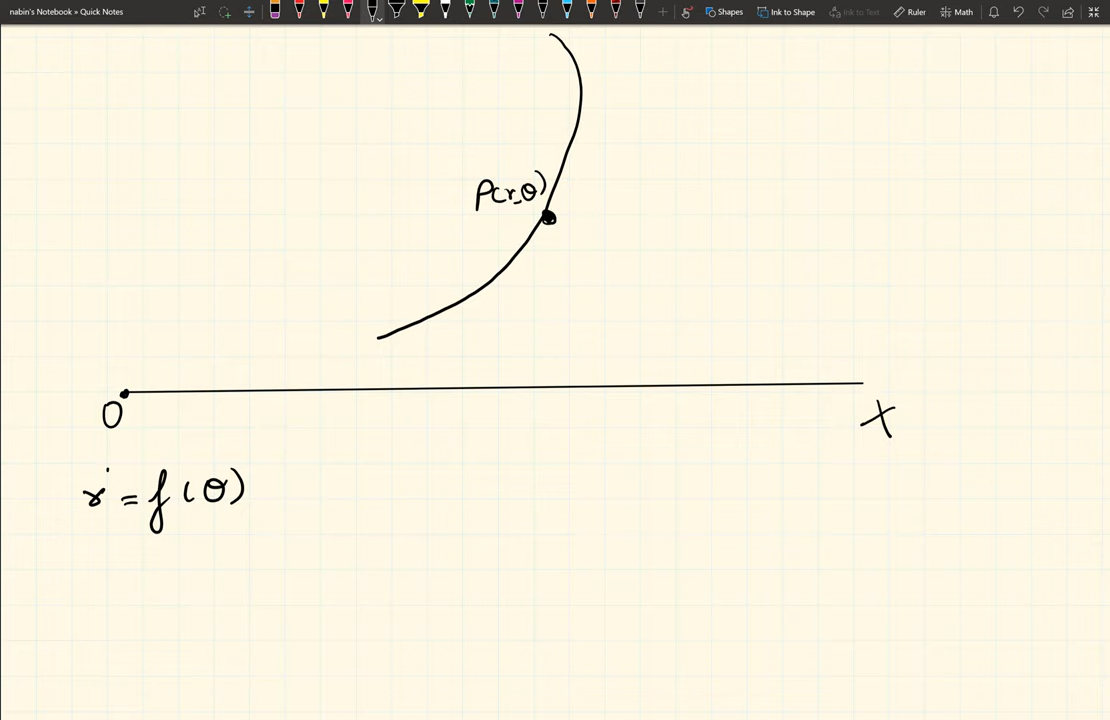 nabin's Notebook » Quick Notes
Shapes
Ink to Shape
Ink to Text
Ruler
Math
P(r,θ)
O
X
r = f(θ)